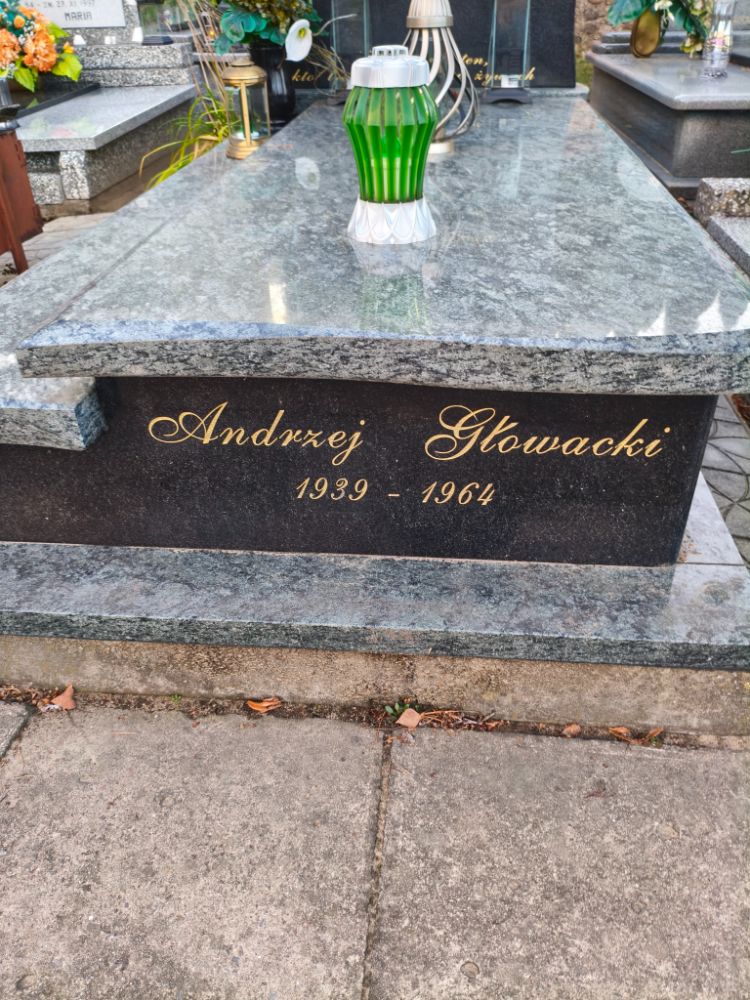 MARIA
Andrzej Głowacki
1939 - 1964